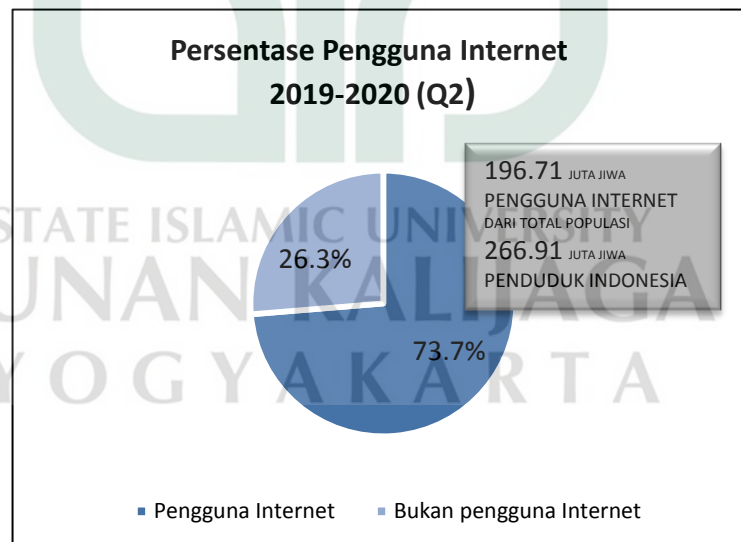 Persentase Pengguna Internet
2019-2020 (Q2)
196.71 JUTA JIWA
PENGGUNA INTERNET
DARI TOTAL POPULASI
266.91 JUTA JIWA
PENDUDUK INDONESIA
STATE ISLAMIC UNIVERSITY
26.3%
UNAN KALIJAGA
73.7%
YOGYAKARTA
Pengguna Internet
Bukan pengguna Internet